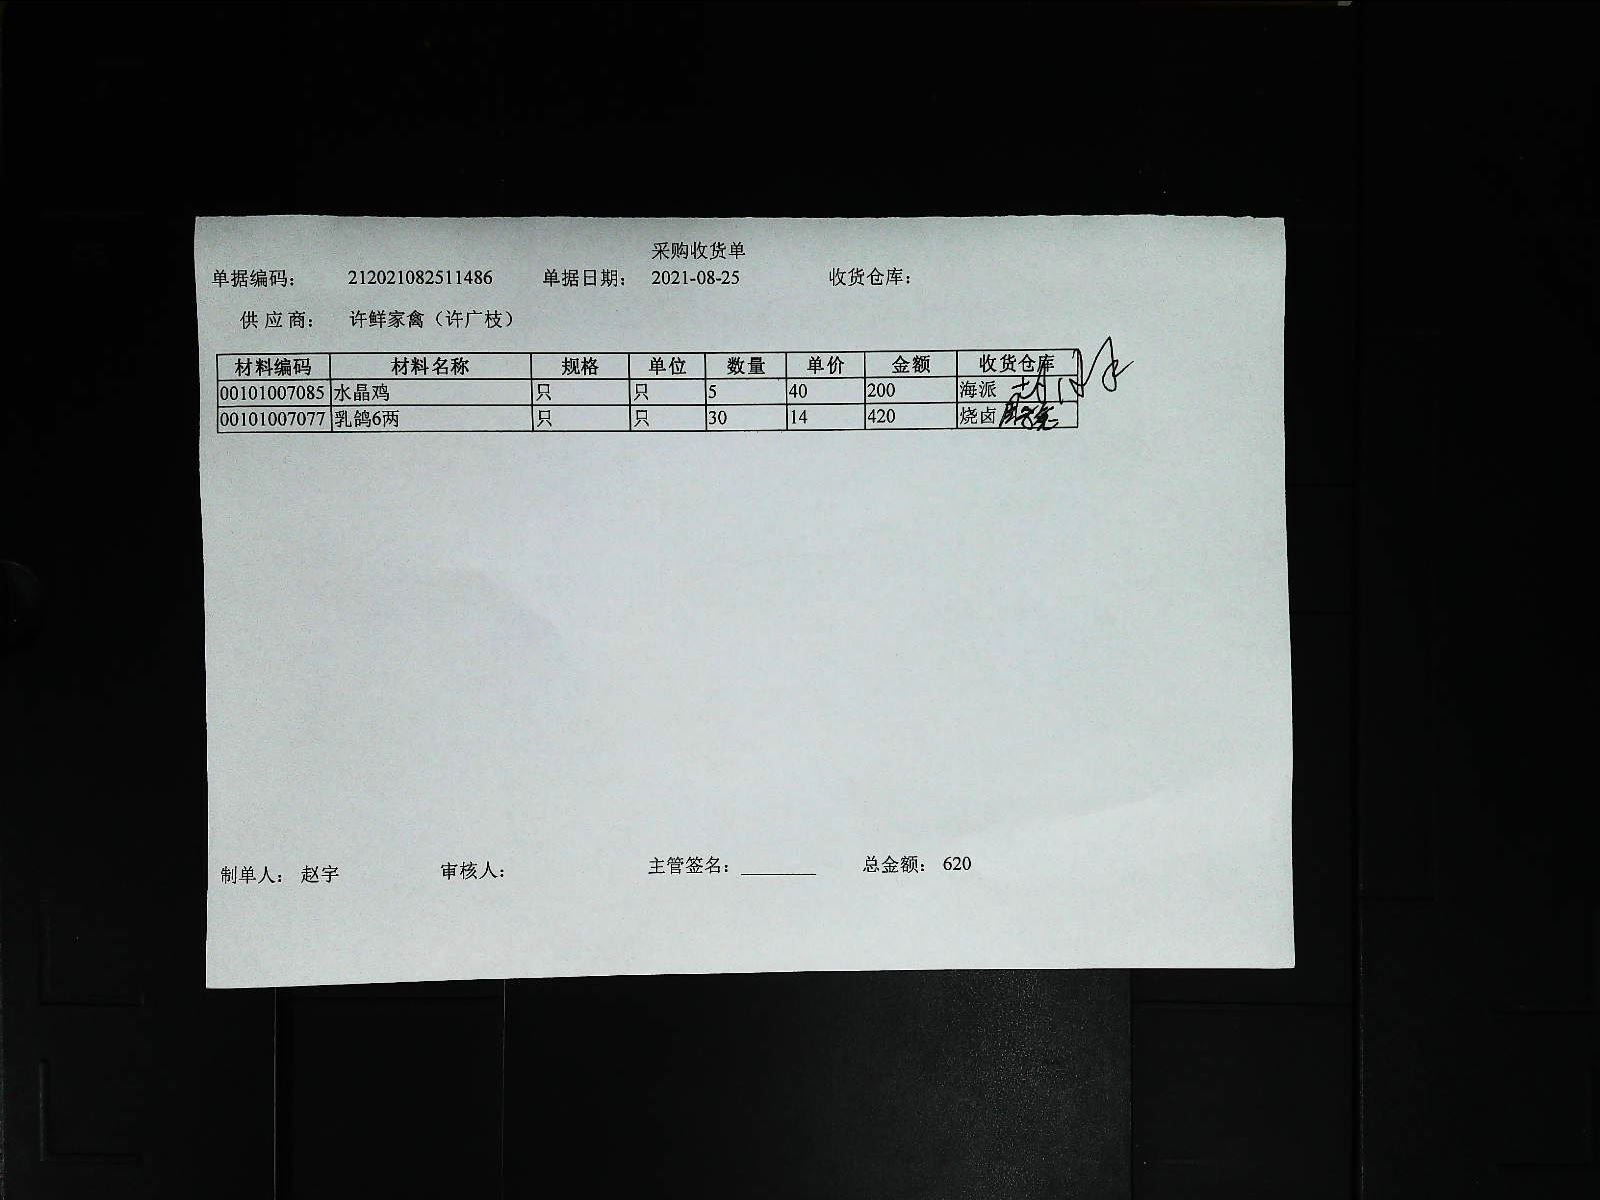 采购收货单
单据编码： 212021082511486 单据日期： 2021-08-25 收货仓库：
供应商： 许鲜家禽（许广枝）
材料编码 材料名称 规格 单位 数量 单价 金额 收货仓库
00101007085 水晶鸡 只 只 5 40 200 海派
00101007077 乳鸽6两 只 只 30 14 420 烧卤
制单人： 赵宇 审核人： 主管签名： 总金额： 620